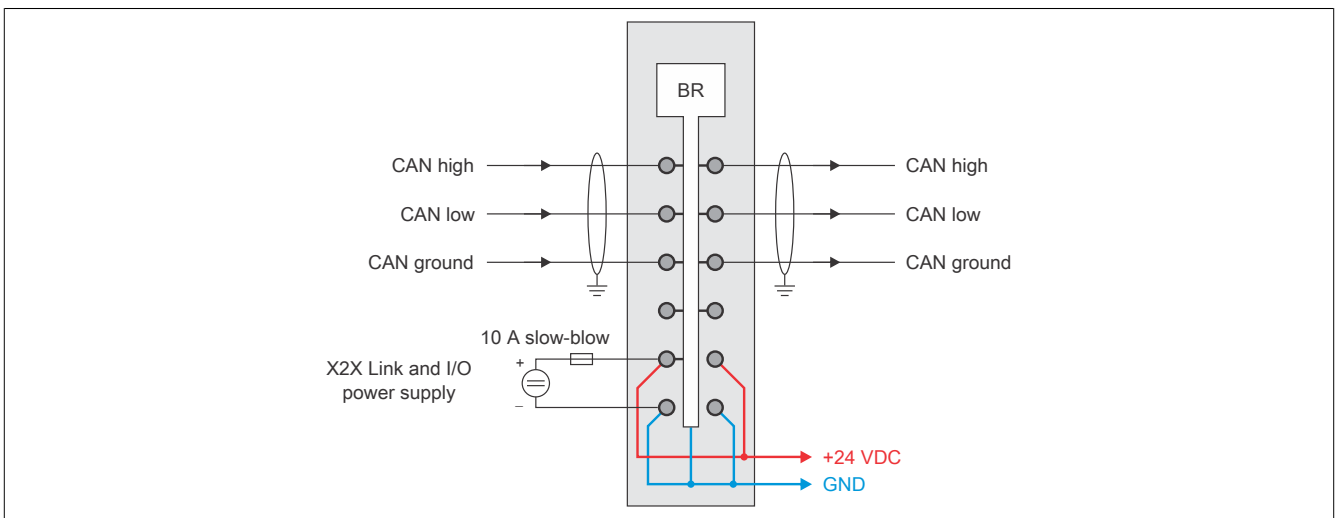 BR
CAN high
CAN high
CAN low
CAN low
CAN ground
CAN ground
10 A slow-blow
+
X2X Link and I/O
power supply
–
+24 VDC
GND